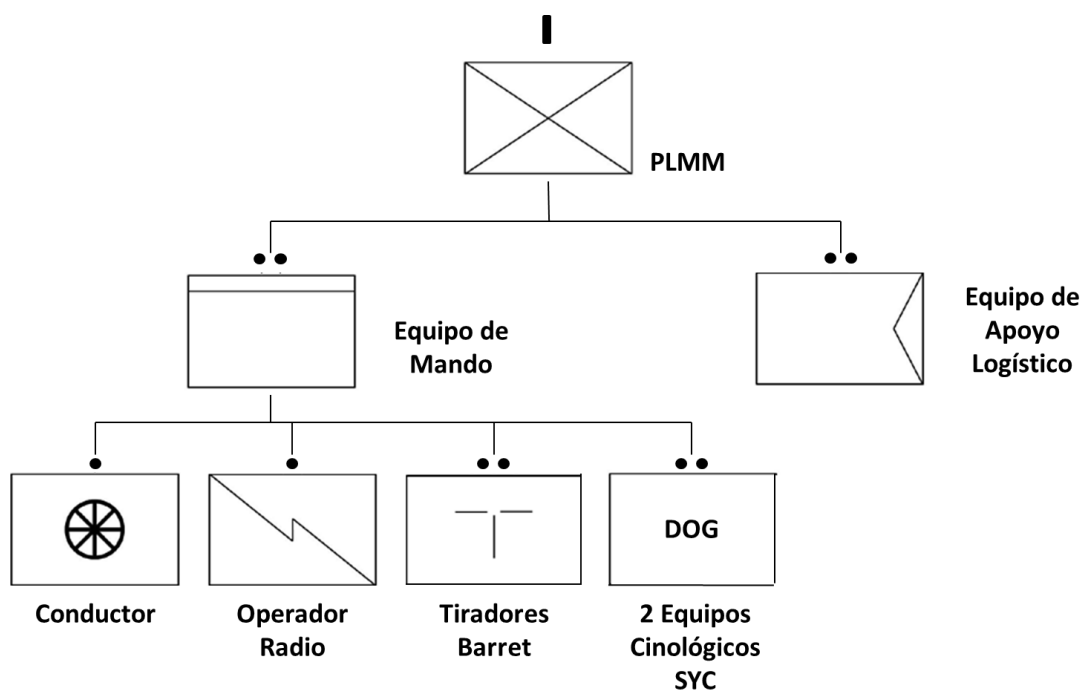 PLMM
Equipo de
Mando
Equipo de
Apoyo
Logístico
Conductor
Operador
Radio
Tiradores
Barret
DOG
2 Equipos
Cinológicos
SYC